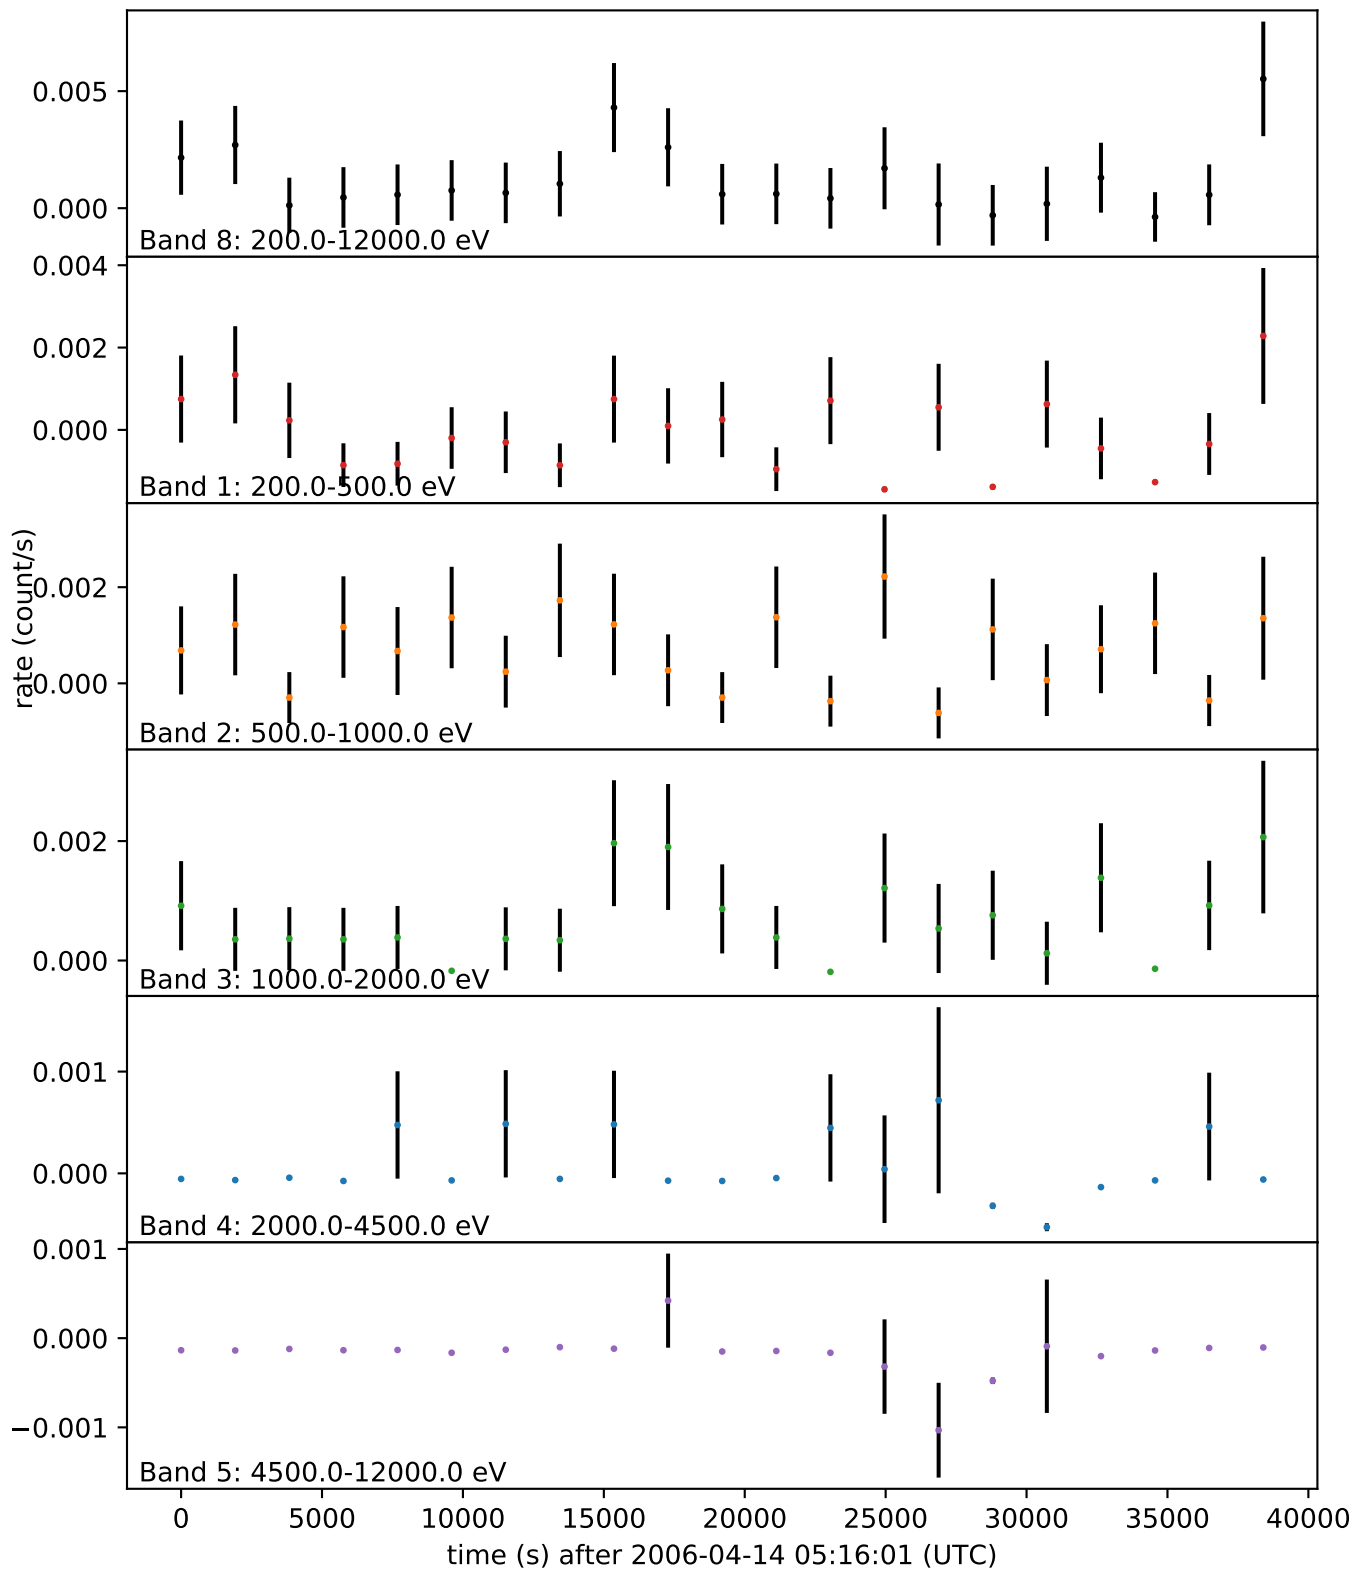 0.005
0.000
Band 8: 200.0-12000.0 eV
0.004
0.002
0.000
Band 1: 200.0-500.0 eV
rate (count/s)
0.002
0.000
Band 2: 500.0-1000.0 eV
0.002
0.000
Band 3: 1000.0-2000.0 eV
0.001
0.000
Band 4: 2000.0-4500.0 eV
0.001
0.000
−0.001
Band 5: 4500.0-12000.0 eV
0 5000 10000 15000 20000 25000 30000 35000 40000
time (s) after 2006-04-14 05:16:01 (UTC)